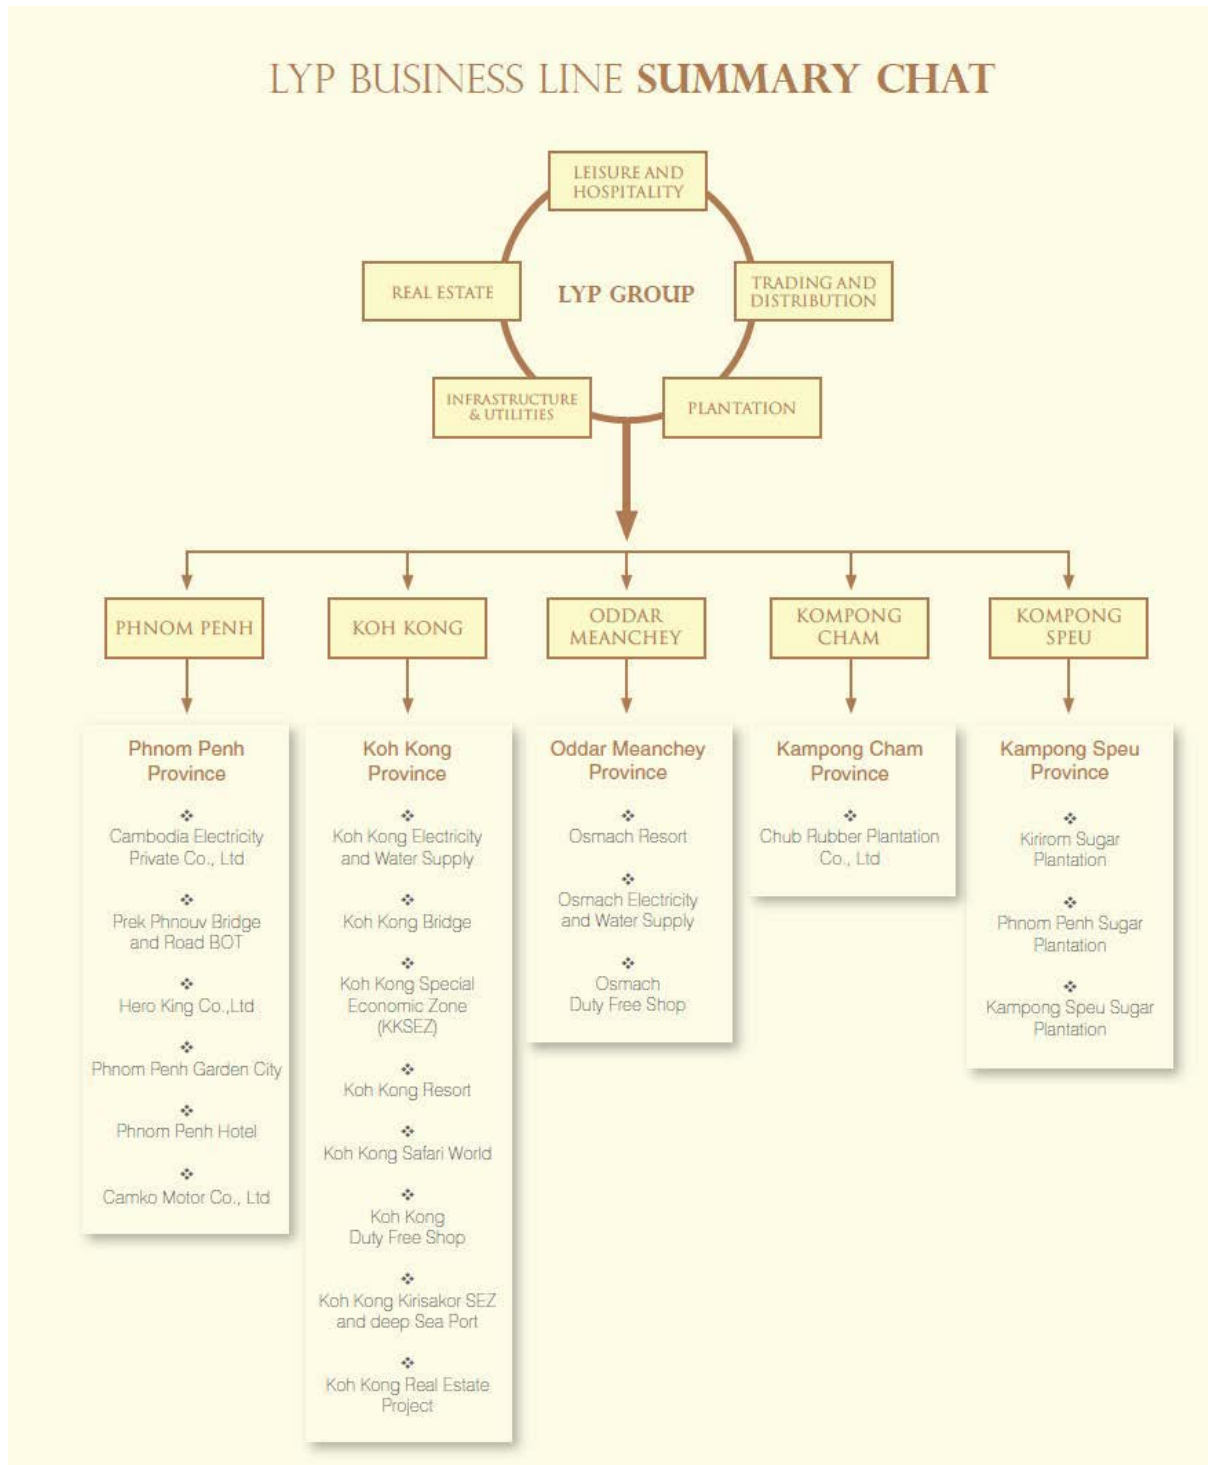 LYP BUSINESS LINE SUMMARY CHAT
LEISURE AND
HOSPITALITY
REAL ESTATE
LYP GROUP
TRADING AND
DISTRIBUTION
INFRASTRUCTURE
& UTILITIES
PLANTATION
PHNOM PENH
KOH KONG
ODDAR
MEANCHEY
KOMPONG
CHAM
KOMPONG
SPEU
Phnom Penh
Province
Cambodia Electricity
Private Co., Ltd
Prek Phnouv Bridge
and Road BOT
Hero King Co.,Ltd
Phnom Penh Garden City
Phnom Penh Hotel
Camko Motor Co., Ltd
Koh Kong
Province
Koh Kong Electricity
and Water Supply
Koh Kong Bridge
Koh Kong Special
Economic Zone
(KKSEZ)
Koh Kong Resort
Koh Kong Safari World
Koh Kong
Duty Free Shop
Koh Kong Kirisakor SEZ
and deep Sea Port
Koh Kong Real Estate
Project
Oddar Meanchey
Province
Osmach Resort
Osmach Electricity
and Water Supply
Osmach
Duty Free Shop
Kampong Cham
Province
Chub Rubber Plantation
Co., Ltd
Kampong Speu
Province
Kirirom Sugar
Plantation
Phnom Penh Sugar
Plantation
Kampong Speu Sugar
Plantation